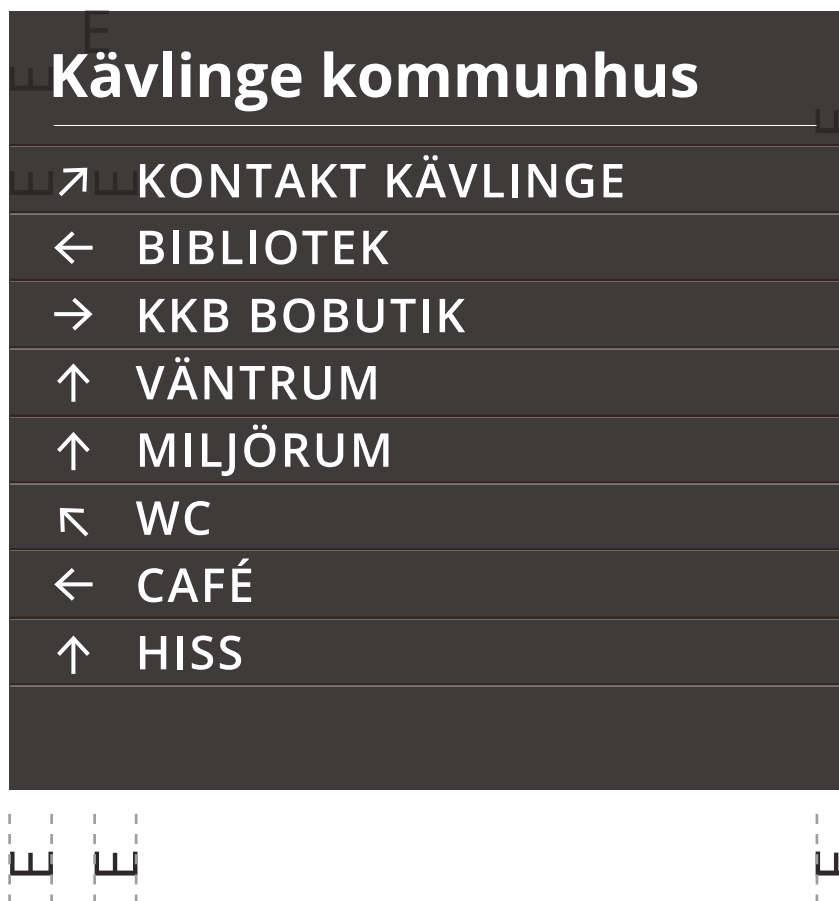 E
E
Kävlinge kommunhus
E
E E
↗ KONTAKT KÄVLINGE
← BIBLIOTEK
→ KKB BOBUTIK
↑ VÄNTRUM
↑ MILJÖRUM
↖ WC
← CAFÉ
↑ HISS
E E E